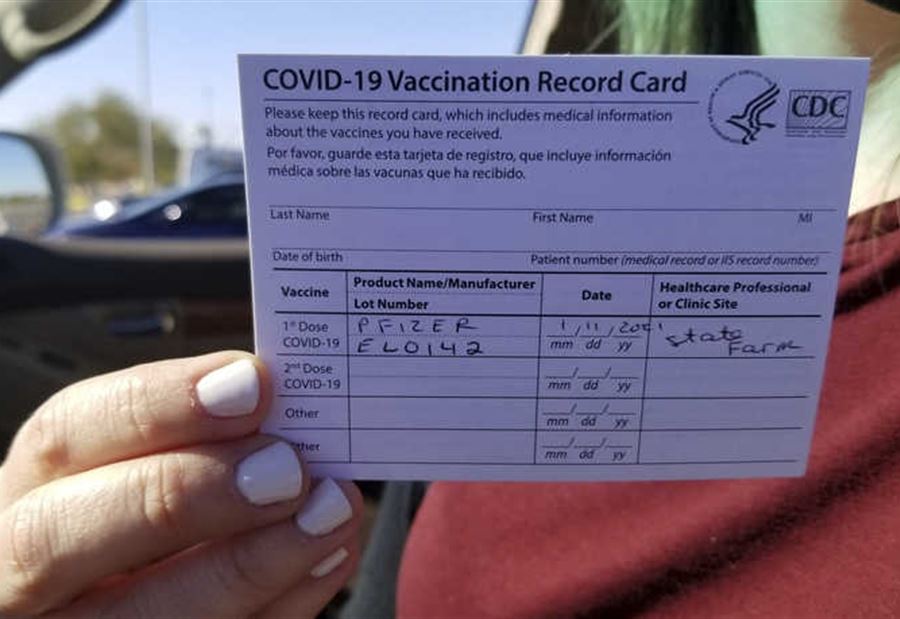 COVID-19 Vaccination Record Card
CDC
Please keep this record card, which includes medical information
about the vaccines you have received.
Por favor, guarde esta tarjeta de registro, que incluye información
médica sobre las vacunas que ha recibido.
Last Name First Name MI
Date of birth Patient number (medical record or IIS record number)
Vaccine
Product Name/Manufacturer
Lot Number
Date
Healthcare Professional
or Clinic Site
1st Dose
COVID-19
PFIZER
EL0142
1/11/2021
mm dd yy
State
Farm
2nd Dose
COVID-19
mm dd yy
Other
mm dd yy
Other
mm dd yy